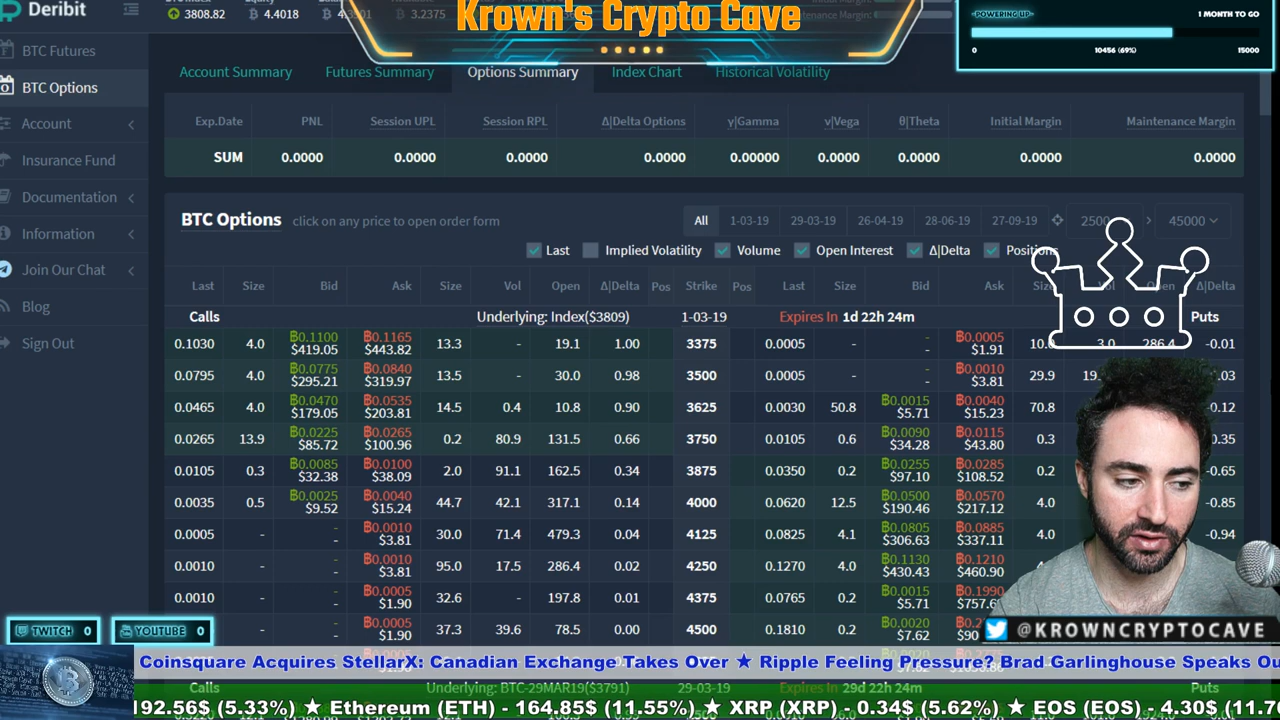 Deribit
3808.82 ฿ 4.4018 ฿ 3.2375
Krown's Crypto Cave
POWERING UP 1 MONTH TO GO
0 10456 (69%) 15000
BTC Futures
BTC Options
Account
Insurance Fund
Documentation
Information
Join Our Chat
Blog
Sign Out
Account Summary Futures Summary Options Summary Index Chart Historical Volatility
Exp.Date PNL Session UPL Session RPL Δ|Delta Options γ|Gamma ν|Vega θ|Theta Initial Margin Maintenance Margin
SUM 0.0000 0.0000 0.0000 0.0000 0.00000 0.0000 0.0000 0.0000 0.0000
BTC Options click on any price to open order form All 1-03-19 29-03-19 26-04-19 28-06-19 27-09-19 2500 45000
Last Implied Volatility Volume Open Interest Δ|Delta
Last Size Bid Ask Size Vol Open Δ|Delta Pos Strike Pos Last Size Bid Ask Size Open Δ|Delta
Calls Underlying: Index($3809) 1-03-19 Expires In 1d 22h 24m Puts
0.1030 4.0 ฿0.1100 $419.05 ฿0.1165 $443.82 13.3 - 19.1 1.00 3375 0.0005 - - - ฿0.0005 $1.91 3.0 286.4 -0.01
0.0795 4.0 ฿0.0775 $295.21 ฿0.0840 $319.97 13.5 - 30.0 0.98 3500 0.0005 - - - ฿0.0010 $3.81 29.9
0.0465 4.0 ฿0.0470 $179.05 ฿0.0535 $203.81 14.5 0.4 10.8 0.90 3625 0.0030 50.8 ฿0.0015 $5.71 ฿0.0040 $15.23 70.8
0.0265 13.9 ฿0.0225 $85.72 ฿0.0265 $100.96 0.2 80.9 131.5 0.66 3750 0.0105 0.6 ฿0.0090 $34.28 ฿0.0115 $43.80 0.3
0.0105 0.3 ฿0.0085 $32.38 ฿0.0100 $38.09 2.0 91.1 162.5 0.34 3875 0.0350 0.2 ฿0.0255 $97.10 ฿0.0285 $108.52 0.2 -0.65
0.0035 0.5 ฿0.0025 $9.52 ฿0.0040 $15.24 44.7 42.1 317.1 0.14 4000 0.0620 12.5 ฿0.0500 $190.46 ฿0.0570 $217.12 4.0 -0.85
0.0005 - - - ฿0.0010 $3.81 30.0 71.4 479.3 0.04 4125 0.0825 4.1 ฿0.0805 $306.63 ฿0.0885 $337.11 4.0 -0.94
0.0010 - - - ฿0.0010 $3.81 95.0 17.5 286.4 0.02 4250 0.1270 4.0 ฿0.1130 $430.43 ฿0.1210 $460.90
0.0010 - - - ฿0.0005 $1.90 32.6 - 197.8 0.01 4375 0.0765 0.2 ฿0.0015 $5.71 ฿0.1990
- - - - ฿0.0005 $1.90 37.3 39.6 78.5 0.00 4500 0.1810 0.2 ฿0.0020 $7.62
TWITCH 0 YOUTUBE 0
@KROWNCRYPTOCAVE
Coinsquare Acquires StellarX: Canadian Exchange Takes Over ★ Ripple Feeling Pressure? Brad Garlinghouse Speaks
Calls Underlying: BTC-29MAR19($3791) 29-03-19 Expires In 29d 22h 24m Puts
192.56$ (5.33%) ★ Ethereum (ETH) - 164.85$ (11.55%) ★ XRP (XRP) - 0.34$ (5.62%) ★ EOS (EOS) - 4.30$